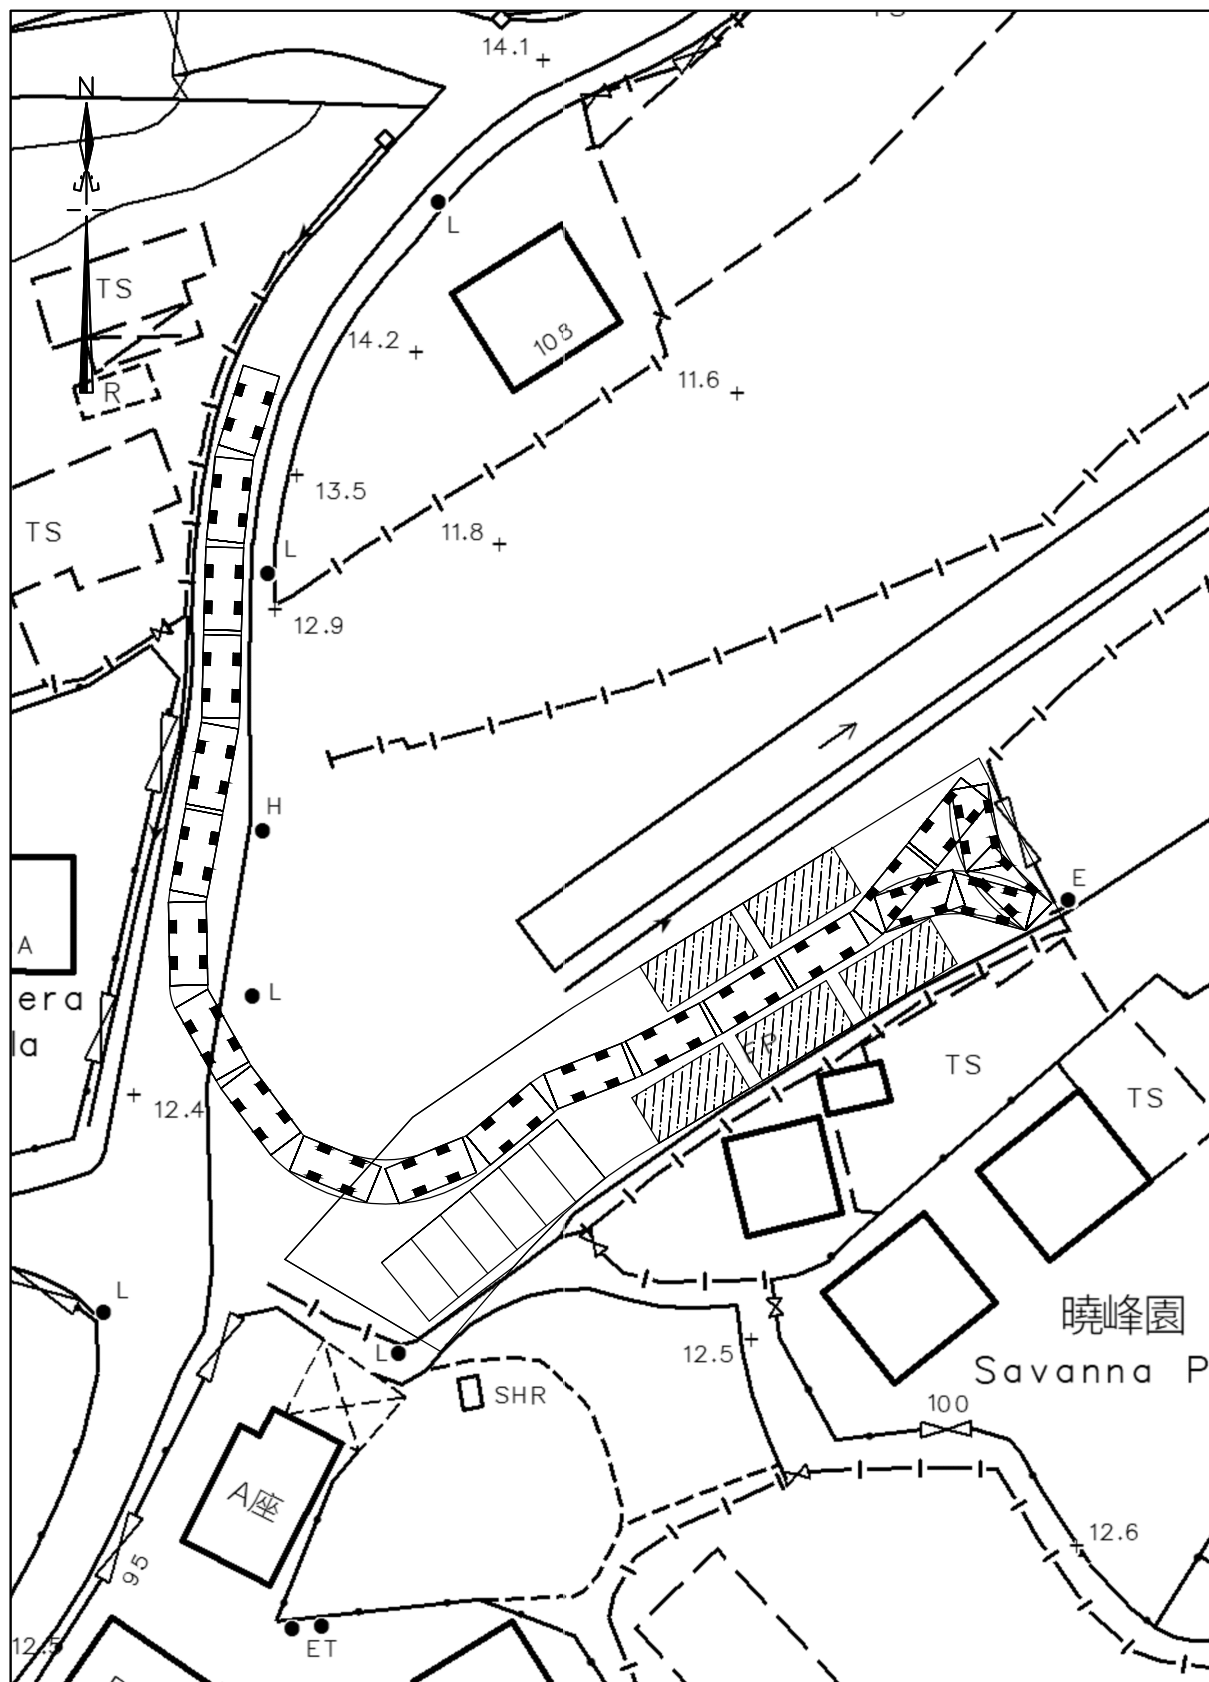 14.1
N
L
TS
14.2
108
11.6
R
13.5
TS
11.8
L
12.9
H
E
A
era
L
la
TS
12.4
TS
L
曉峰園
12.5
L
Savanna P
SHR
100
A座
12.6
95
12.5
ET